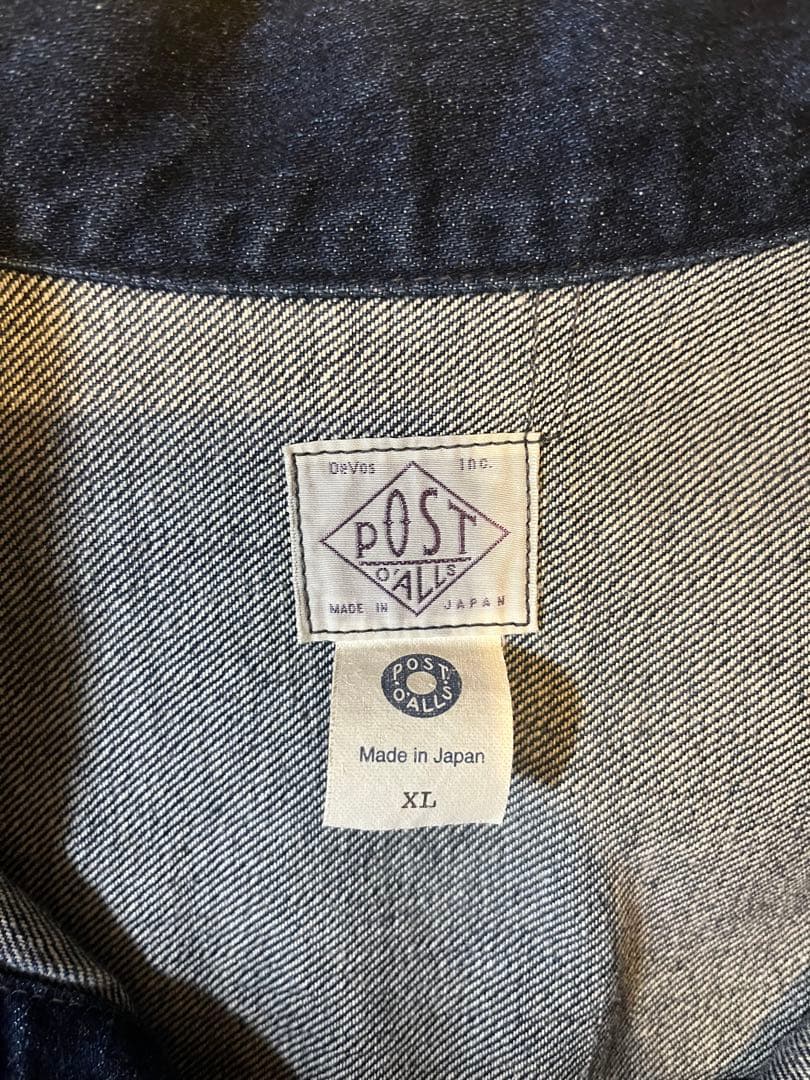 DeVos Inc.
POST
O'ALLS
MADE IN JAPAN
POST
O'ALLS
Made in Japan
XL